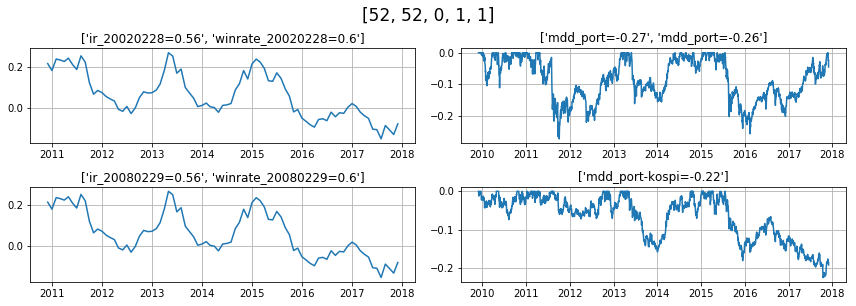 [52, 52, 0, 1, 1]
['ir_20020228=0.56', 'winrate_20020228=0.6']
0.2
0.0
2011 2012 2013 2014 2015 2016 2017 2018
['mdd_port=-0.27', 'mdd_port=-0.26']
0.0
−0.1
−0.2
2010 2011 2012 2013 2014 2015 2016 2017 2018
['ir_20080229=0.56', 'winrate_20080229=0.6']
0.2
0.0
2011 2012 2013 2014 2015 2016 2017 2018
['mdd_port-kospi=-0.22']
0.0
−0.1
−0.2
2010 2011 2012 2013 2014 2015 2016 2017 2018